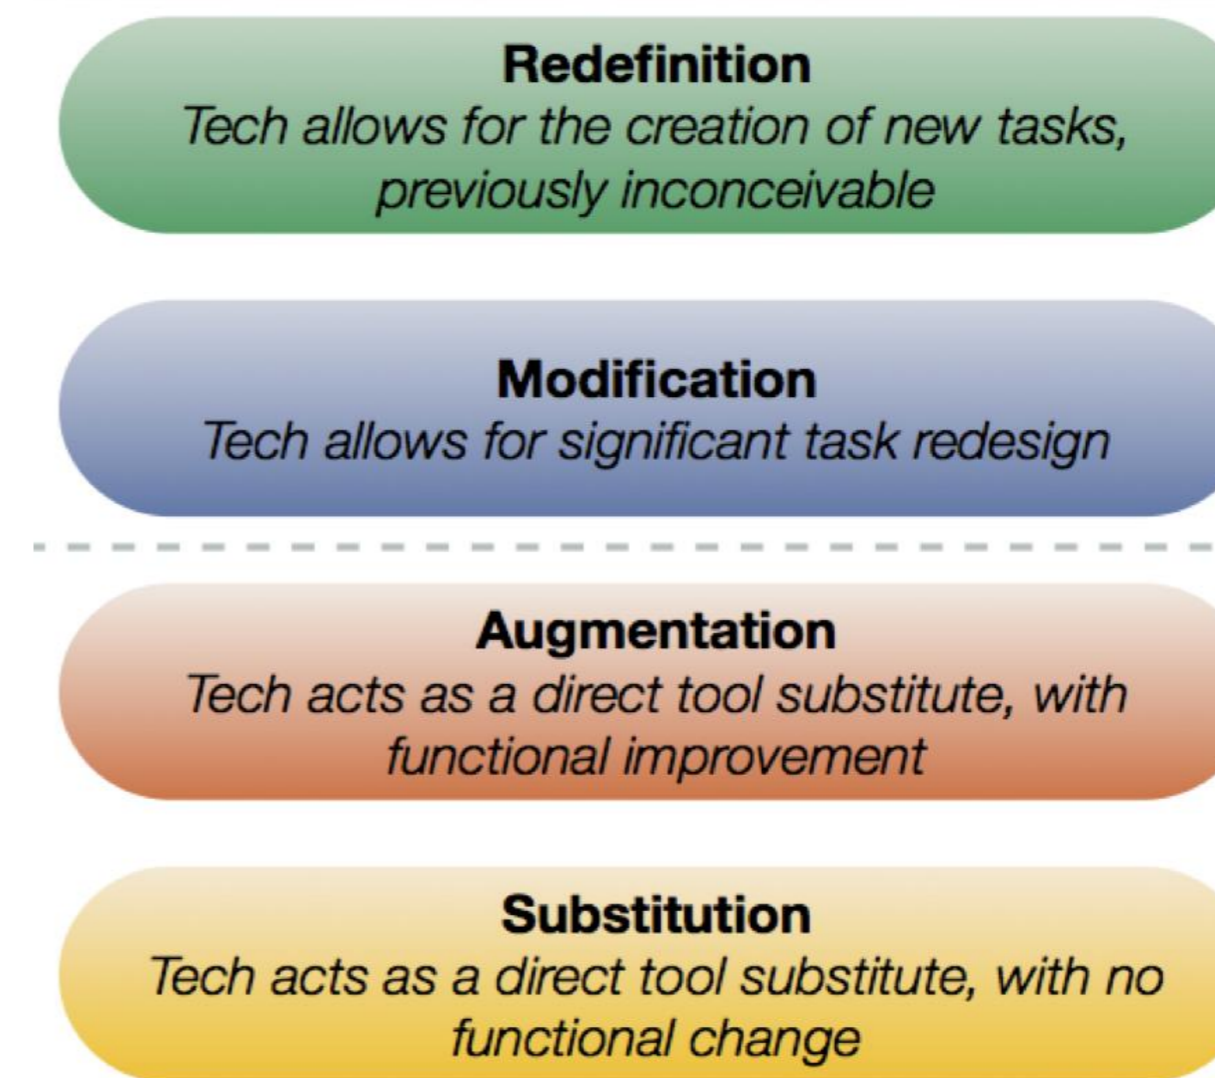 Redefinition
Tech allows for the creation of new tasks,
previously inconceivable
Modification
Tech allows for significant task redesign
Augmentation
Tech acts as a direct tool substitute, with
functional improvement
Substitution
Tech acts as a direct tool substitute, with no
functional change